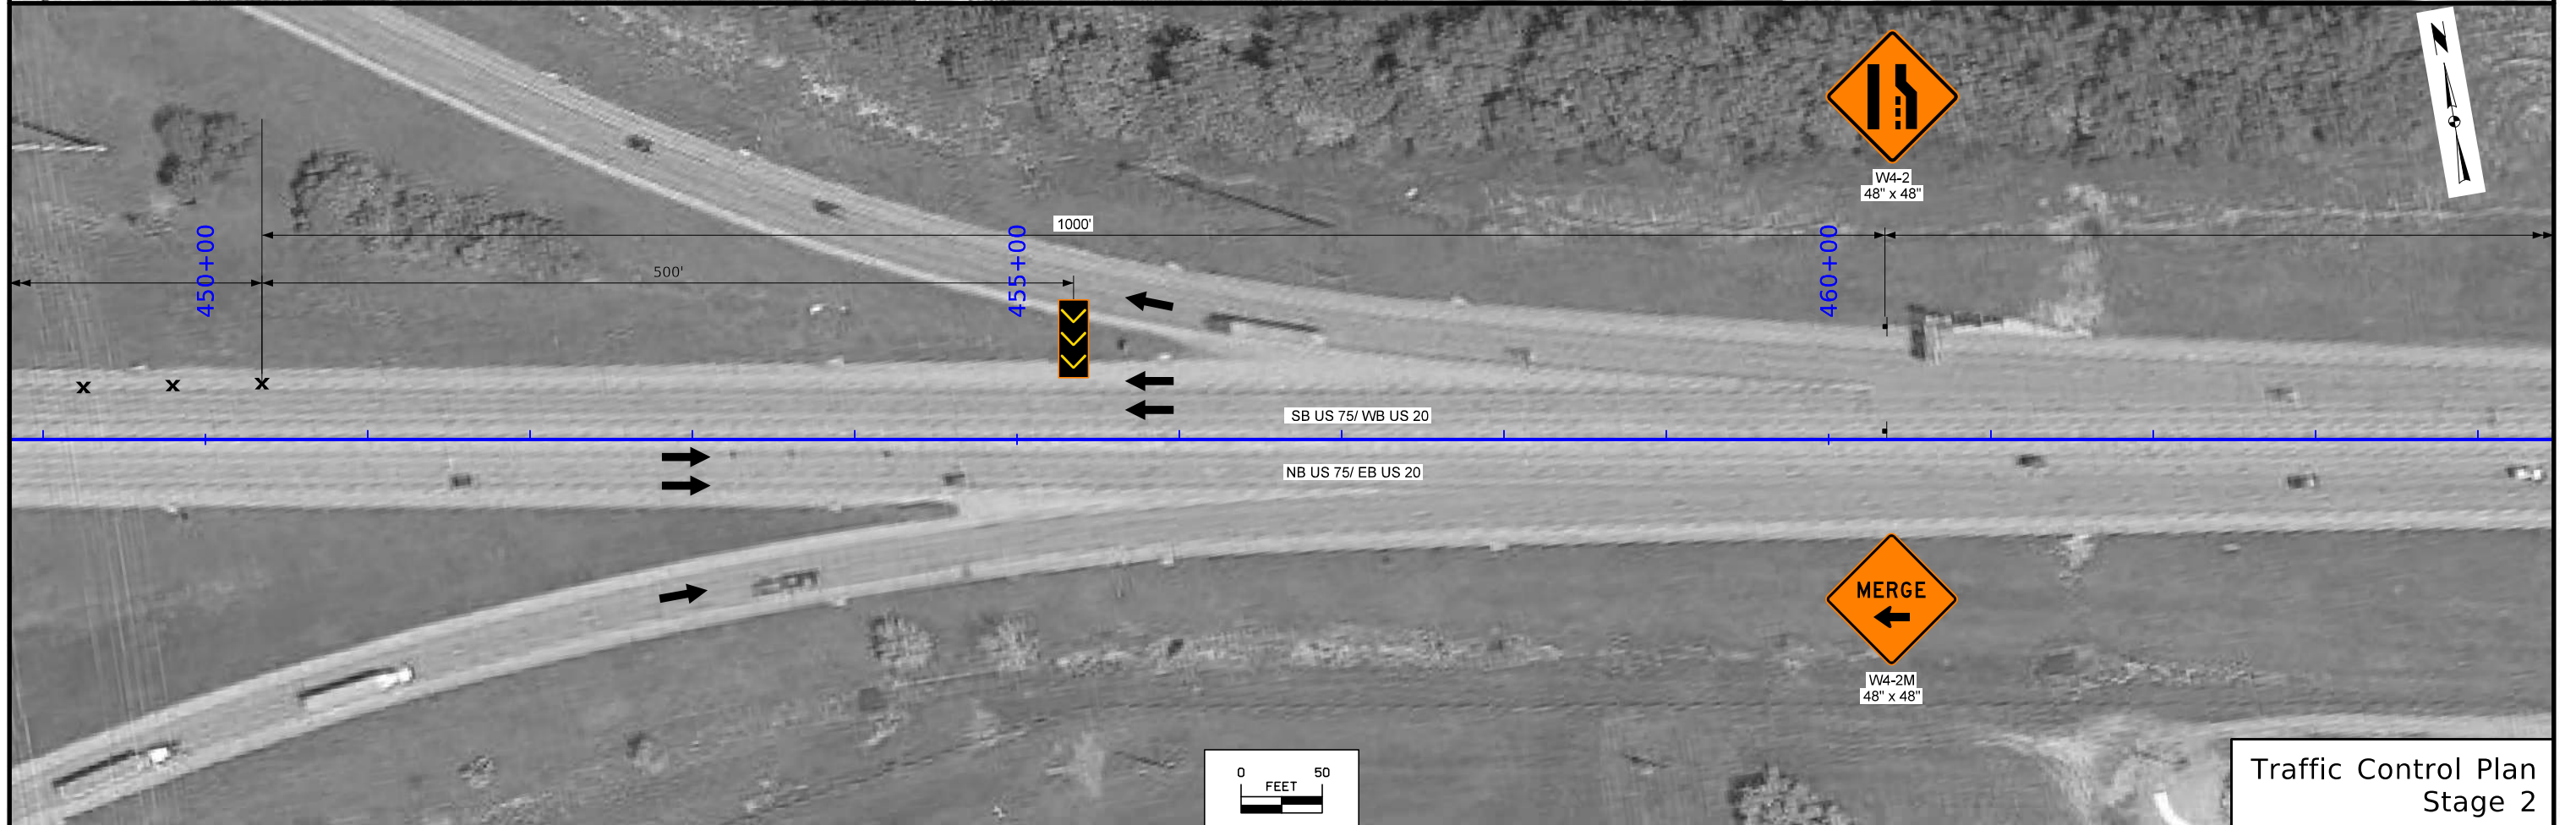 N
W4-2
48" x 48"
1000'
450+00
455+00
460+00
500'
x x x
SB US 75/ WB US 20
NB US 75/ EB US 20
MERGE
W4-2M
48" x 48"
0 50
FEET
Traffic Control Plan
Stage 2